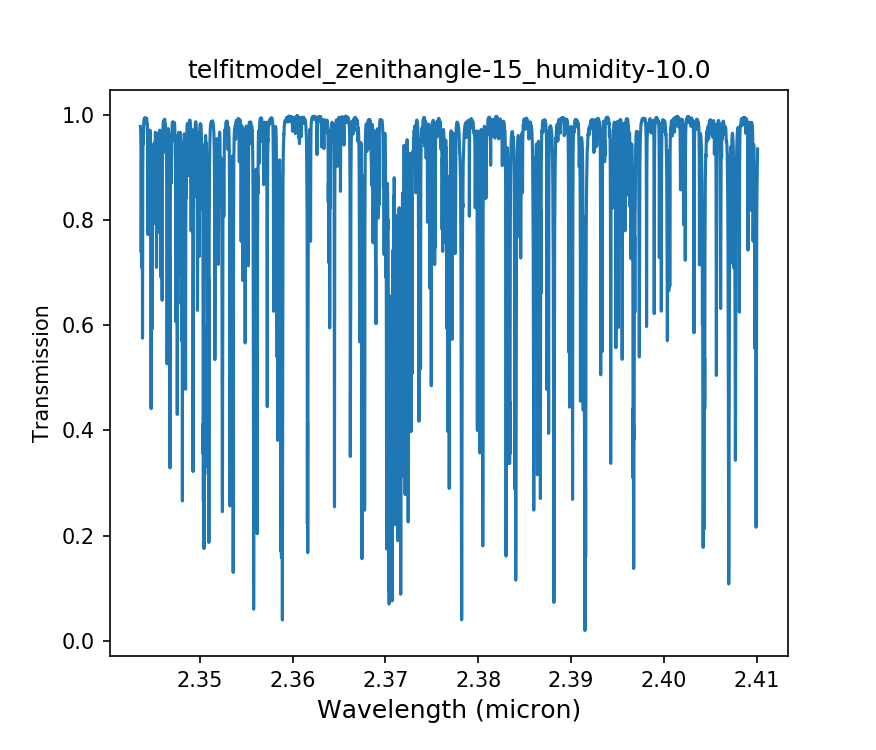 telfitmodel_zenithangle-15_humidity-10.0
Transmission
1.0
0.8
0.6
0.4
0.2
0.0
2.35 2.36 2.37 2.38 2.39 2.40 2.41
Wavelength (micron)